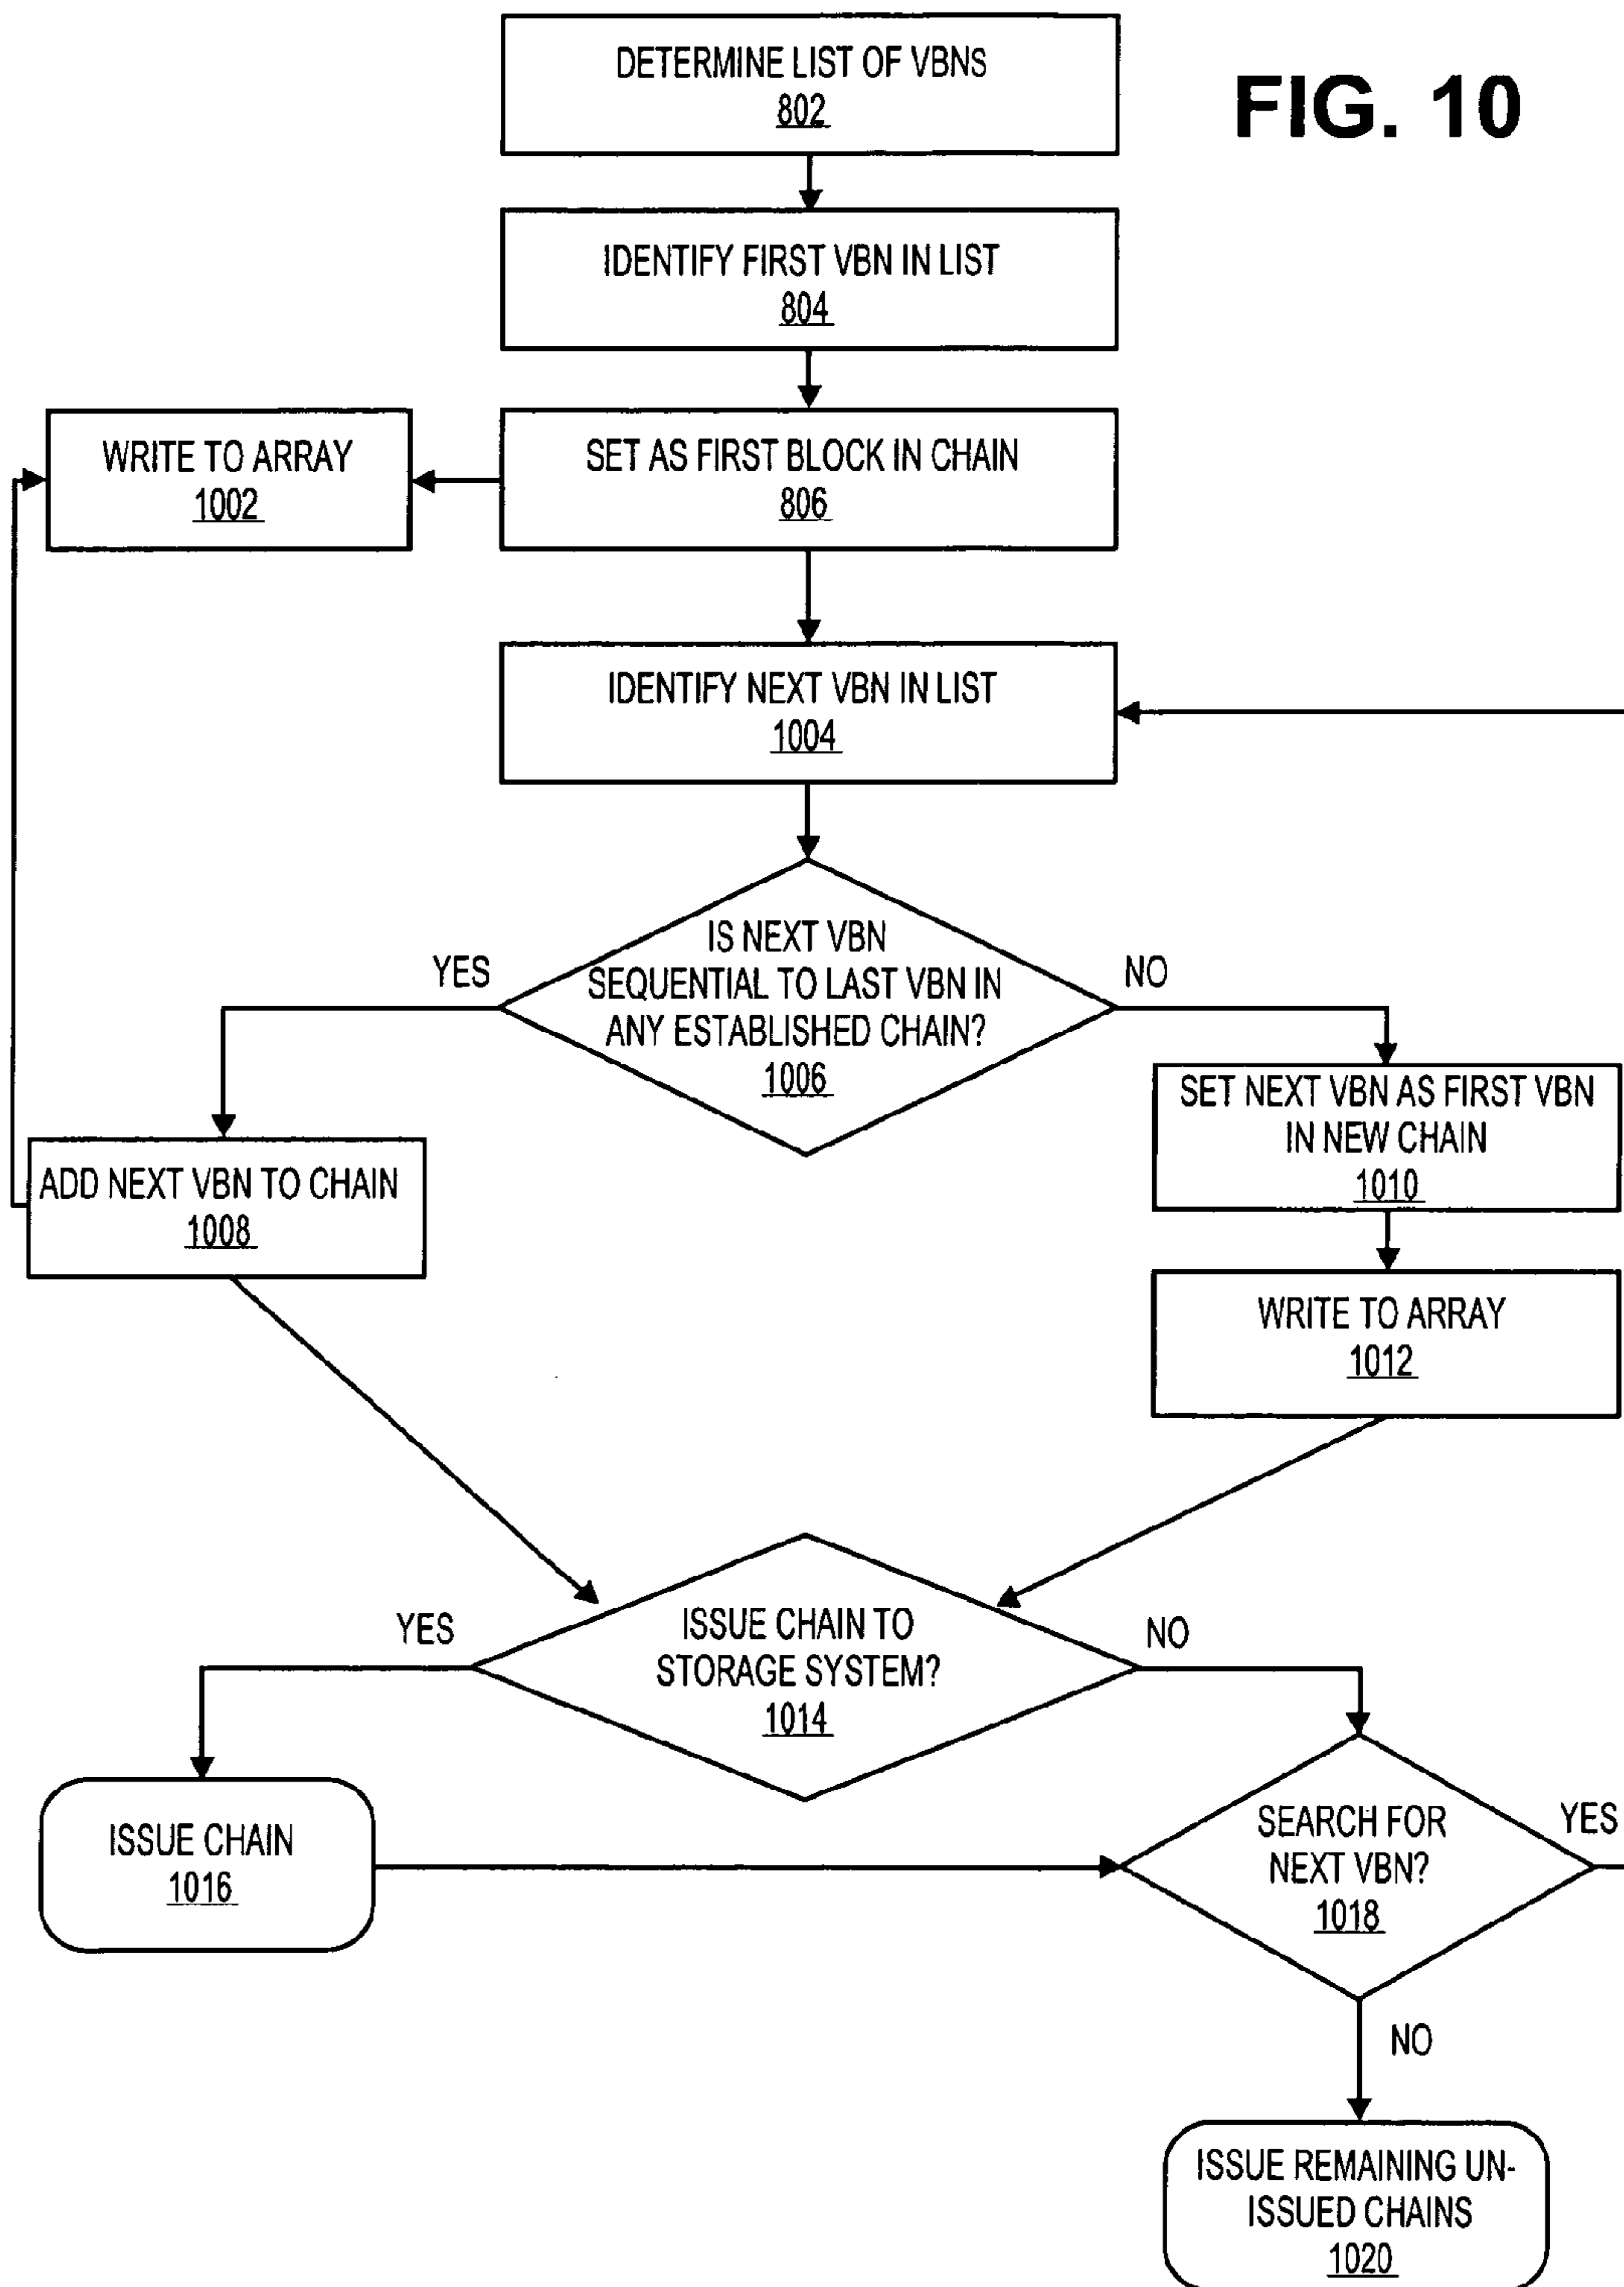 DETERMINE LIST OF VBNS
802
FIG. 10
IDENTIFY FIRST VBN IN LIST
804
WRITE TO ARRAY
1002
SET AS FIRST BLOCK IN CHAIN
806
IDENTIFY NEXT VBN IN LIST
1004
IS NEXT VBN
SEQUENTIAL TO LAST VBN IN
ANY ESTABLISHED CHAIN?
1006
YES
NO
ADD NEXT VBN TO CHAIN
1008
SET NEXT VBN AS FIRST VBN
IN NEW CHAIN
1010
WRITE TO ARRAY
1012
ISSUE CHAIN TO
STORAGE SYSTEM?
1014
YES
NO
ISSUE CHAIN
1016
SEARCH FOR
NEXT VBN?
1018
YES
NO
ISSUE REMAINING UN-
ISSUED CHAINS
1020